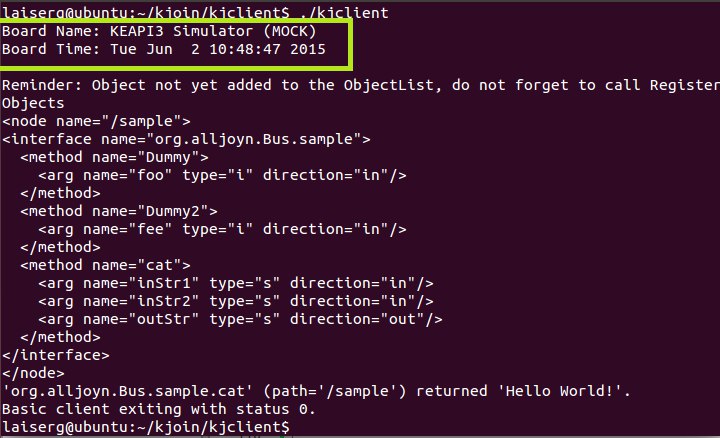 laiserg@ubuntu:~/kjoin/kjclient$ ./kjclient
Board Name: KEAPI3 Simulator (MOCK)
Board Time: Tue Jun  2 10:48:47 2015
Reminder: Object not yet added to the ObjectList, do not forget to call Register
Objects
<node name="/sample">
<interface name="org.alljoyn.Bus.sample">
  <method name="Dummy">
    <arg name="foo" type="i" direction="in"/>
  </method>
  <method name="Dummy2">
    <arg name="fee" type="i" direction="in"/>
  </method>
  <method name="cat">
    <arg name="inStr1" type="s" direction="in"/>
    <arg name="inStr2" type="s" direction="in"/>
    <arg name="outStr" type="s" direction="out"/>
  </method>
</interface>
</node>
'org.alljoyn.Bus.sample.cat' (path='/sample') returned 'Hello World!'.
Basic client exiting with status 0.
laiserg@ubuntu:~/kjoin/kjclient$